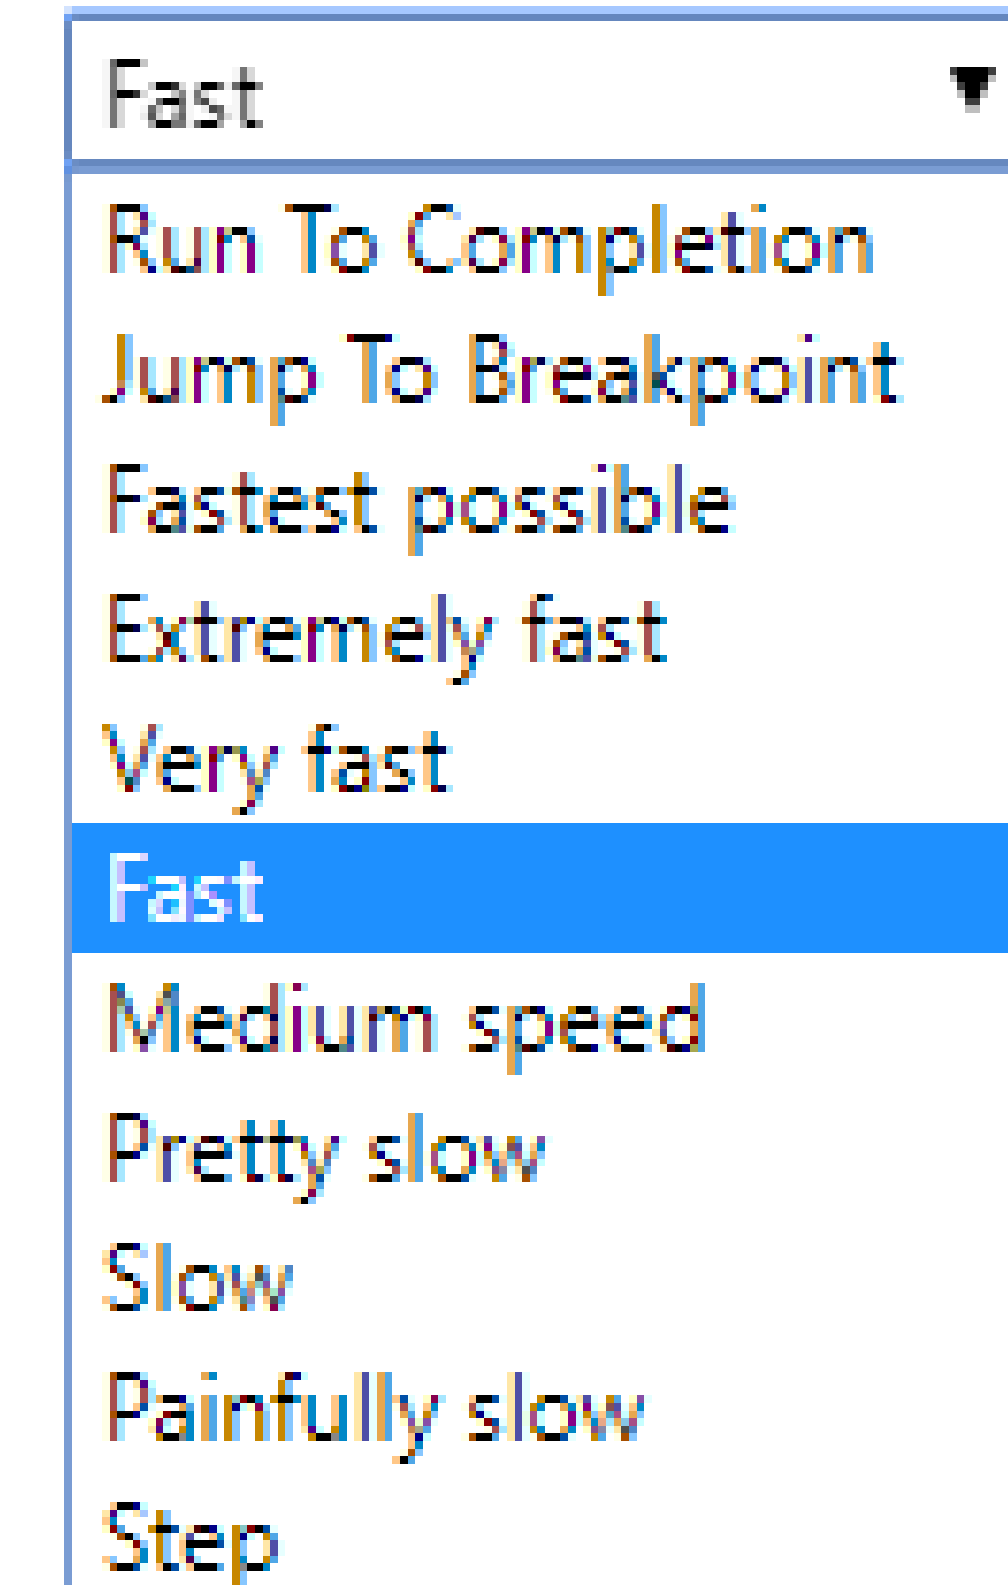 Fast
Run To Completion
Jump To Breakpoint
Fastest possible
Extremely fast
Very fast
Fast
Medium speed
Pretty slow
Slow
Painfully slow
Step